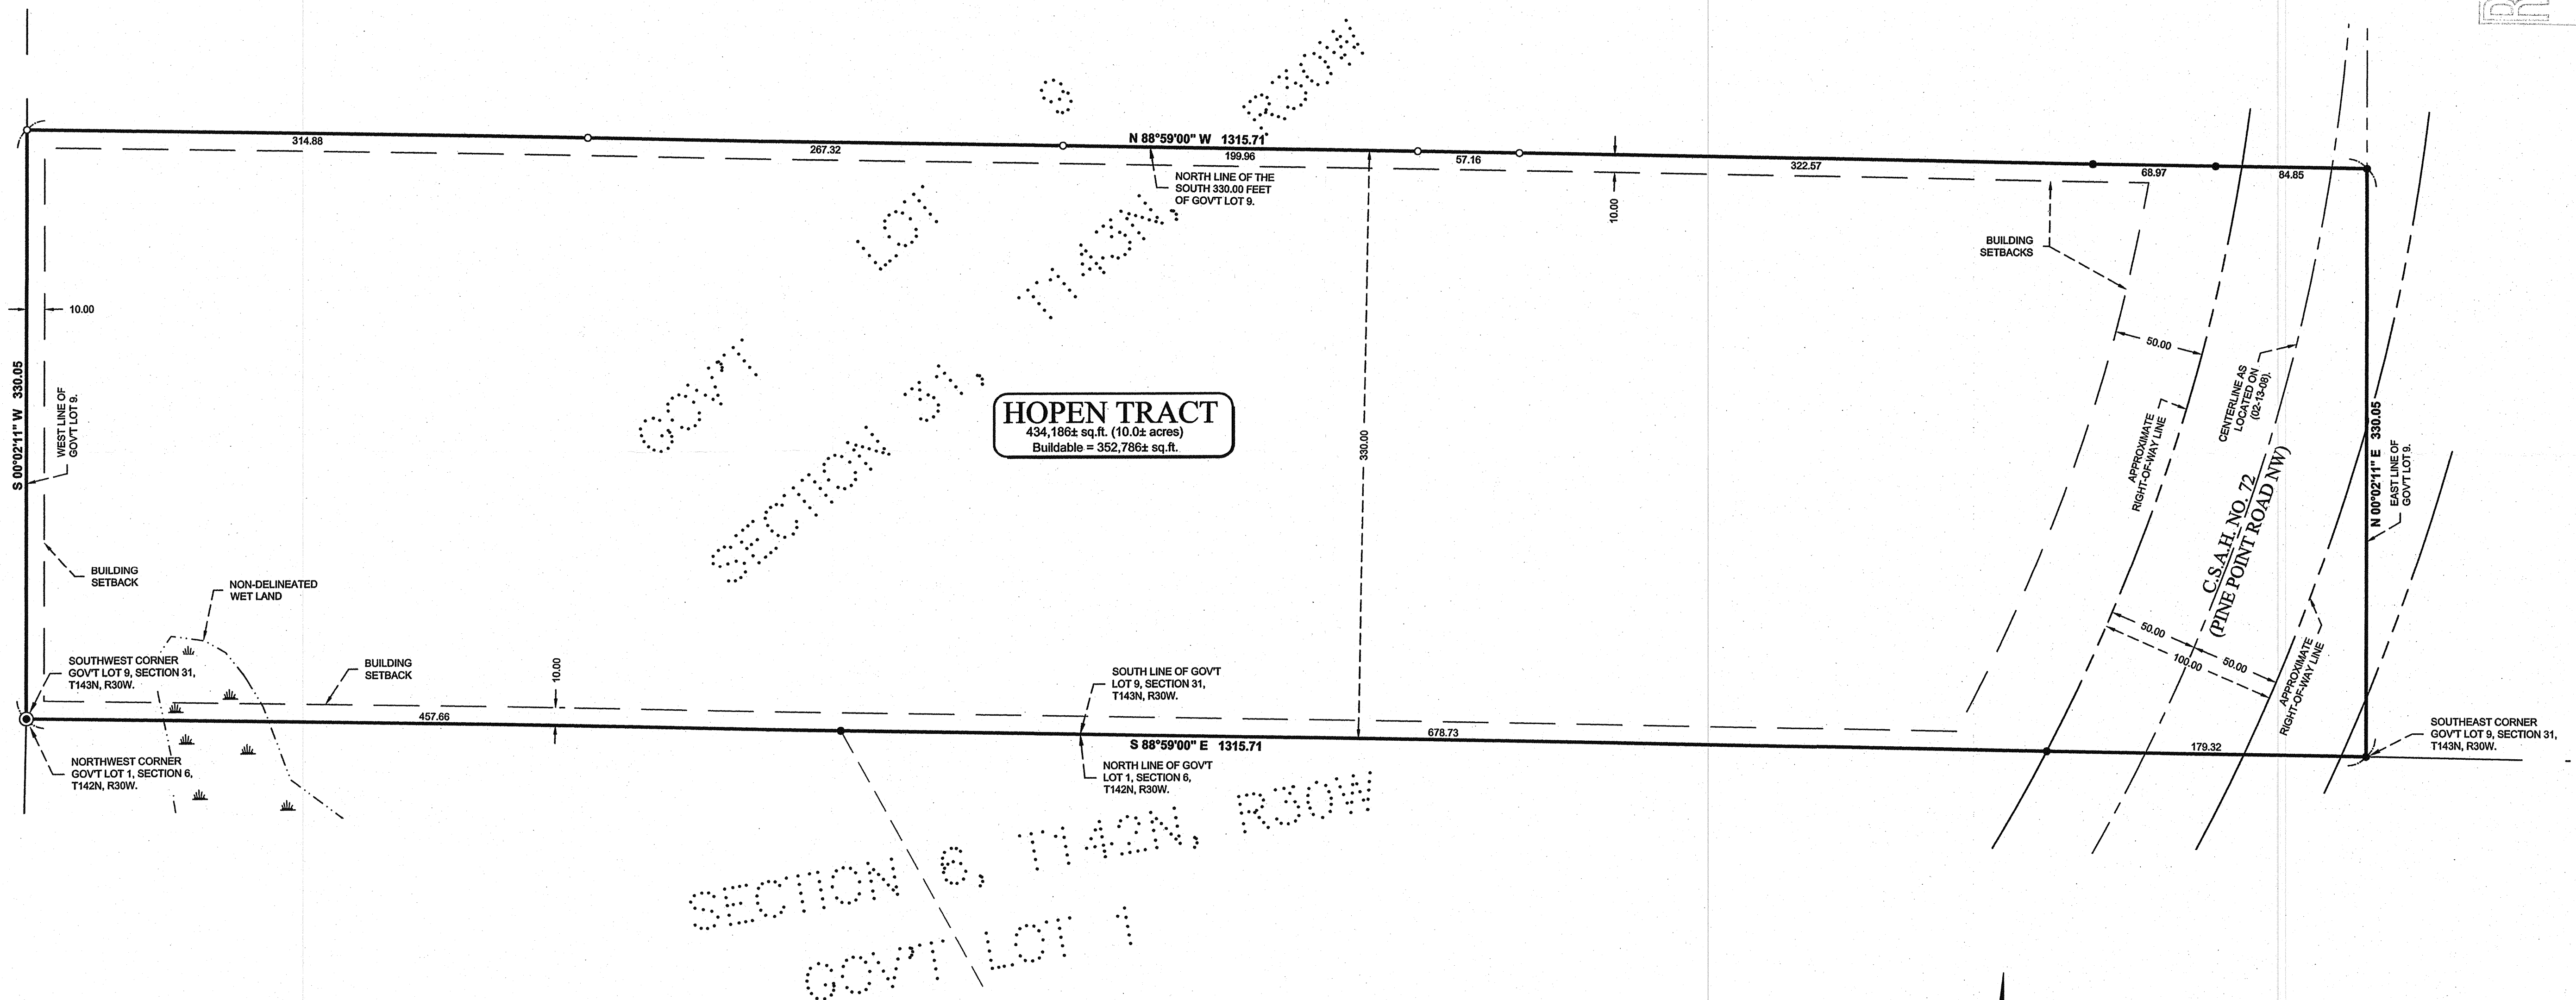 N 88°59'00" W 1315.71
314.88
267.32
199.96
57.16
322.57
68.97
84.85
NORTH LINE OF THE
SOUTH 330.00 FEET
OF GOV'T LOT 9.
10.00
BUILDING
SETBACKS
10.00
S 00°02'11" W 330.05
WEST LINE OF
GOV'T LOT 9.
GOV'T LOT 9
SECTION 31, T143N, R30W
HOPEN TRACT
434,186± sq.ft. (10.0± acres)
Buildable = 352,786± sq.ft.
330.00
50.00
APPROXIMATE
RIGHT-OF-WAY LINE
CENTERLINE AS
LOCATED ON
(02-13-08).
C.S.A.H. NO. 72
(PINE POINT ROAD NW)
N 00°02'11" E 330.05
EAST LINE OF
GOV'T LOT 9.
BUILDING
SETBACK
NON-DELINEATED
WET LAND
SOUTHWEST CORNER
GOV'T LOT 9, SECTION 31,
T143N, R30W.
BUILDING
SETBACK
10.00
SOUTH LINE OF GOV'T
LOT 9, SECTION 31,
T143N, R30W.
50.00
50.00
100.00
APPROXIMATE
RIGHT-OF-WAY LINE
457.66
S 88°59'00" E 1315.71
678.73
179.32
SOUTHEAST CORNER
GOV'T LOT 9, SECTION 31,
T143N, R30W.
NORTHWEST CORNER
GOV'T LOT 1, SECTION 6,
T142N, R30W.
NORTH LINE OF GOV'T
LOT 1, SECTION 6,
T142N, R30W.
SECTION 6, T142N, R30W
GOV'T LOT 1